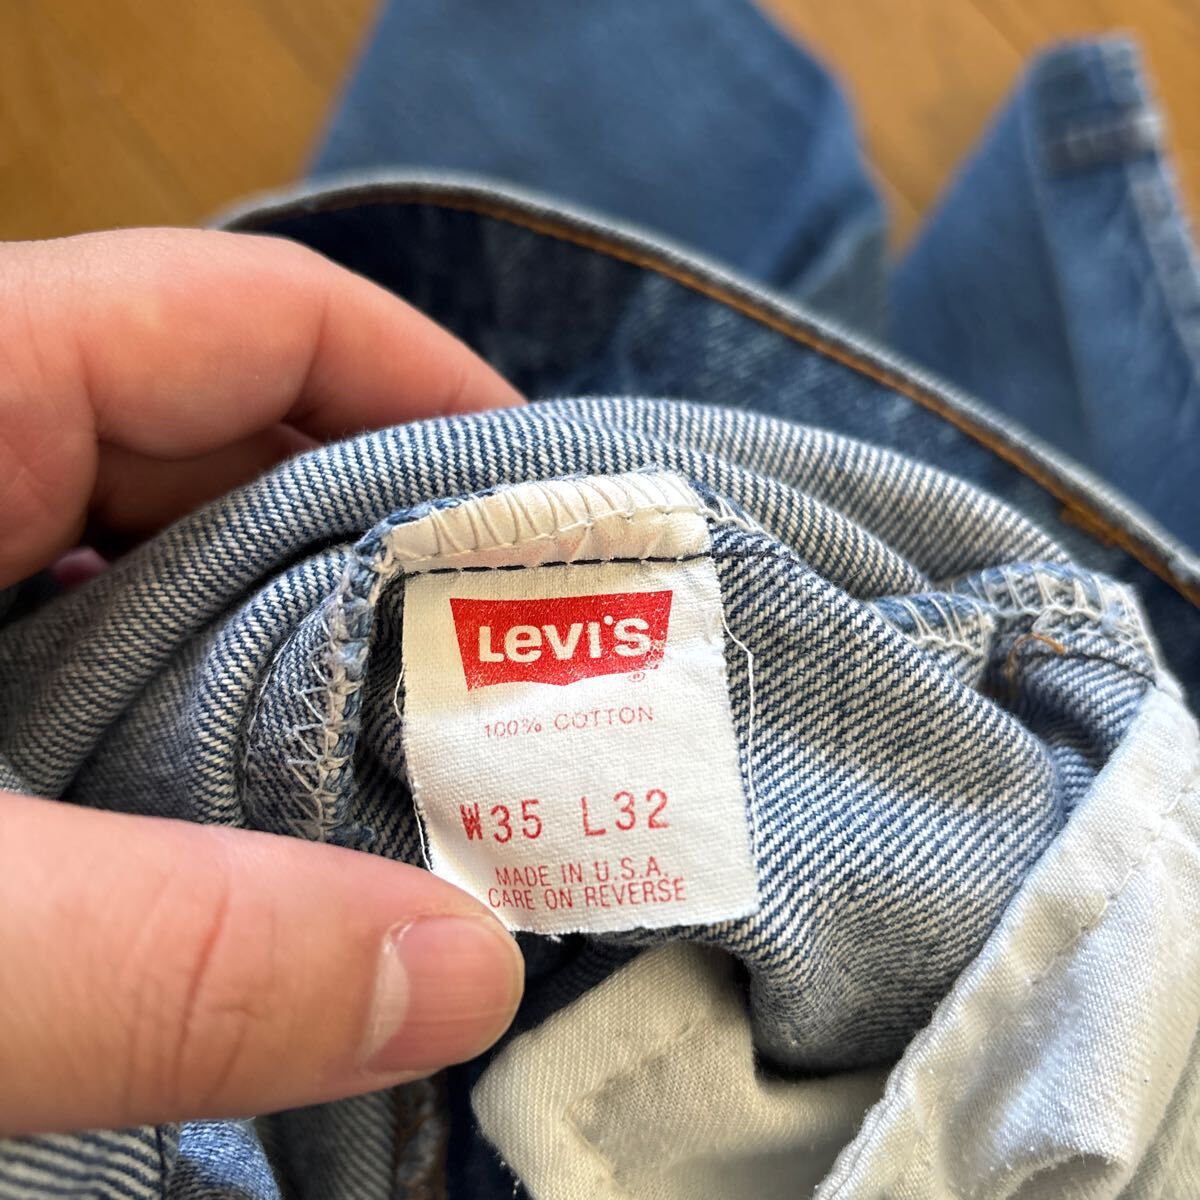 Levi's
®
100% COTTON
W35 L32
MADE IN U.S.A.
CARE ON REVERSE